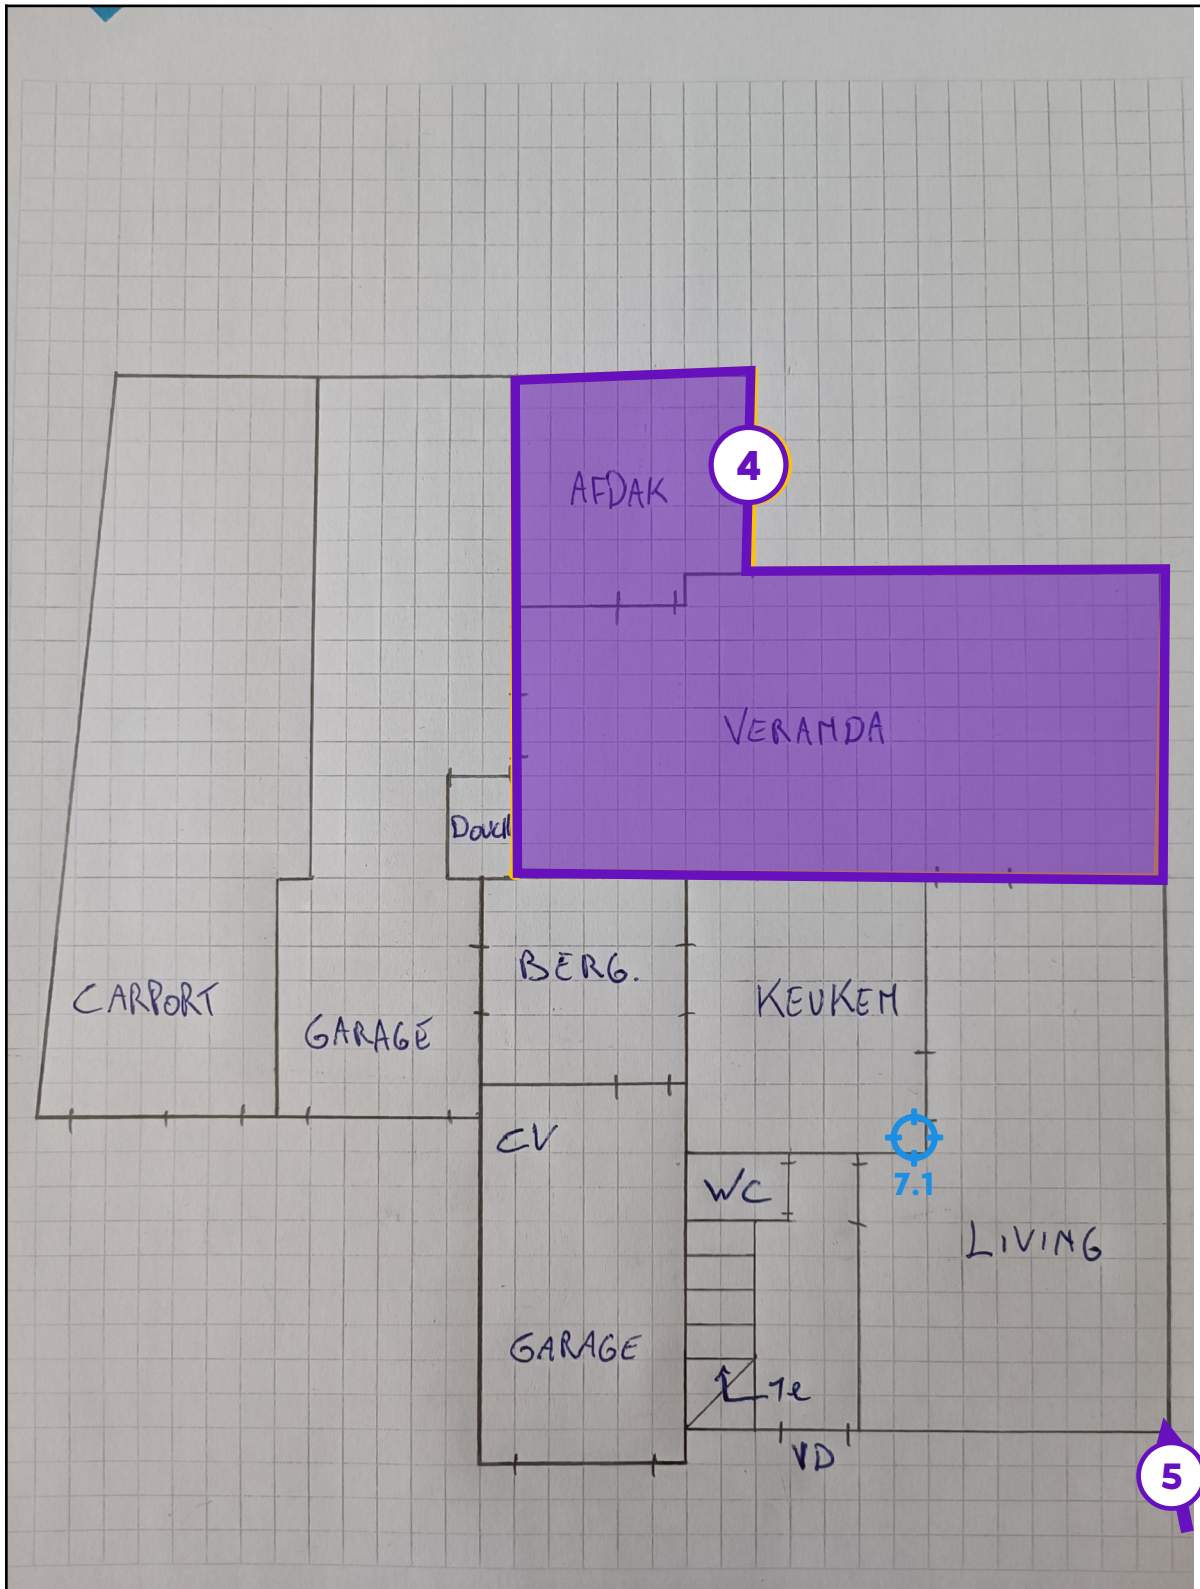 4
AFDAK
VERANDA
Douch
BERG.
CARPORT
KEUKEN
GARAGE
CV
7.1
WC
LIVING
GARAGE
1e
VD
5